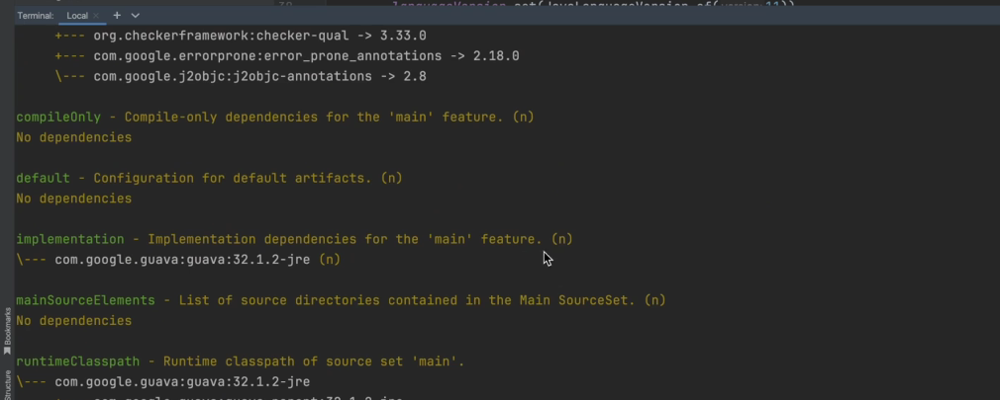 Terminal: Local × +
+--- org.checkerframework:checker-qual -> 3.33.0
+--- com.google.errorprone:error_prone_annotations -> 2.18.0
\--- com.google.j2objc:j2objc-annotations -> 2.8
compileOnly - Compile-only dependencies for the 'main' feature. (n)
No dependencies
default - Configuration for default artifacts. (n)
No dependencies
implementation - Implementation dependencies for the 'main' feature. (n)
\--- com.google.guava:guava:32.1.2-jre (n)
mainSourceElements - List of source directories contained in the Main SourceSet. (n)
No dependencies
runtimeClasspath - Runtime classpath of source set 'main'.
\--- com.google.guava:guava:32.1.2-jre
Bookmarks
Structure